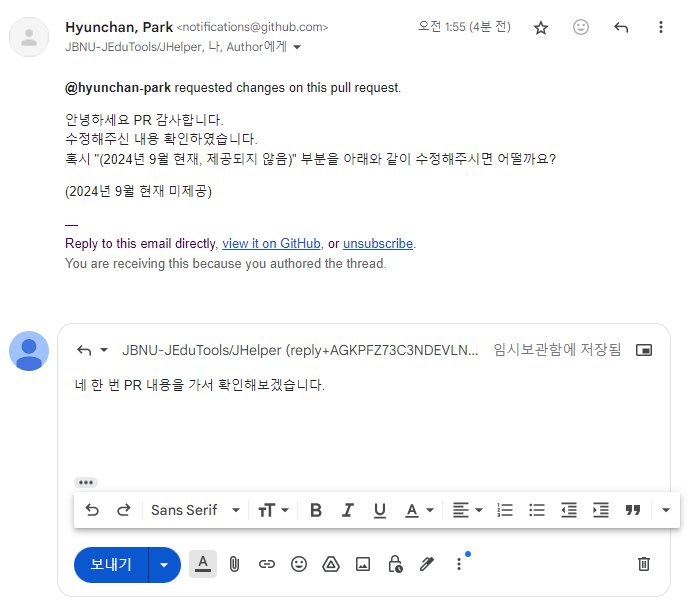 Hyunchan, Park <notifications@github.com>
오전 1:55 (4분 전)
JBNU-JEduTools/JHelper, 나, Author에게
@hyunchan-park requested changes on this pull request.
안녕하세요 PR 감사합니다.
수정해주신 내용 확인하였습니다.
혹시 "(2024년 9월 현재, 제공되지 않음)" 부분을 아래와 같이 수정해주시면 어떨까요?
(2024년 9월 현재 미제공)
—
Reply to this email directly, view it on GitHub, or unsubscribe.
You are receiving this because you authored the thread.
JBNU-JEduTools/JHelper (reply+AGKPFZ73C3NDEVLN...
임시보관함에 저장됨
네 한 번 PR 내용을 가서 확인해보겠습니다.
Sans Serif
보내기